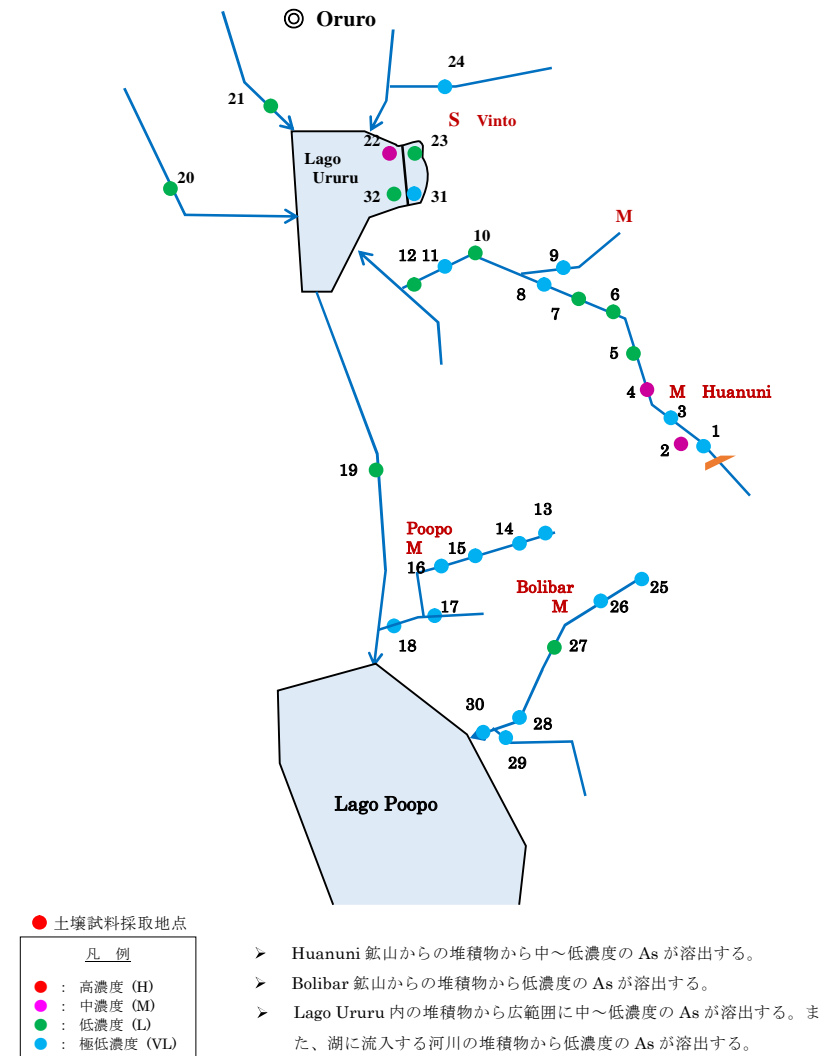 ◎ Oruro
24
21
S Vinto
22 23
Lago
Ururu
20
32 31
M
10
12 11 9
8 6
7
5
4 M Huanuni
3 1
2
19
13
Poopo 14
M 15
16
Bolibar
M 25
26
17
18 27
30
28
29
Lago Poopo
土壌試料採取地点
凡 例
: 高濃度 (H)
: 中濃度 (M)
: 低濃度 (L)
: 極低濃度 (VL)
➢ Huanuni 鉱山からの堆積物から中～低濃度の As が溶出する。
➢ Bolibar 鉱山からの堆積物から低濃度の As が溶出する。
➢ Lago Ururu 内の堆積物から広範囲に中～低濃度の As が溶出する。ま
た、湖に流入する河川の堆積物から低濃度の As が溶出する。